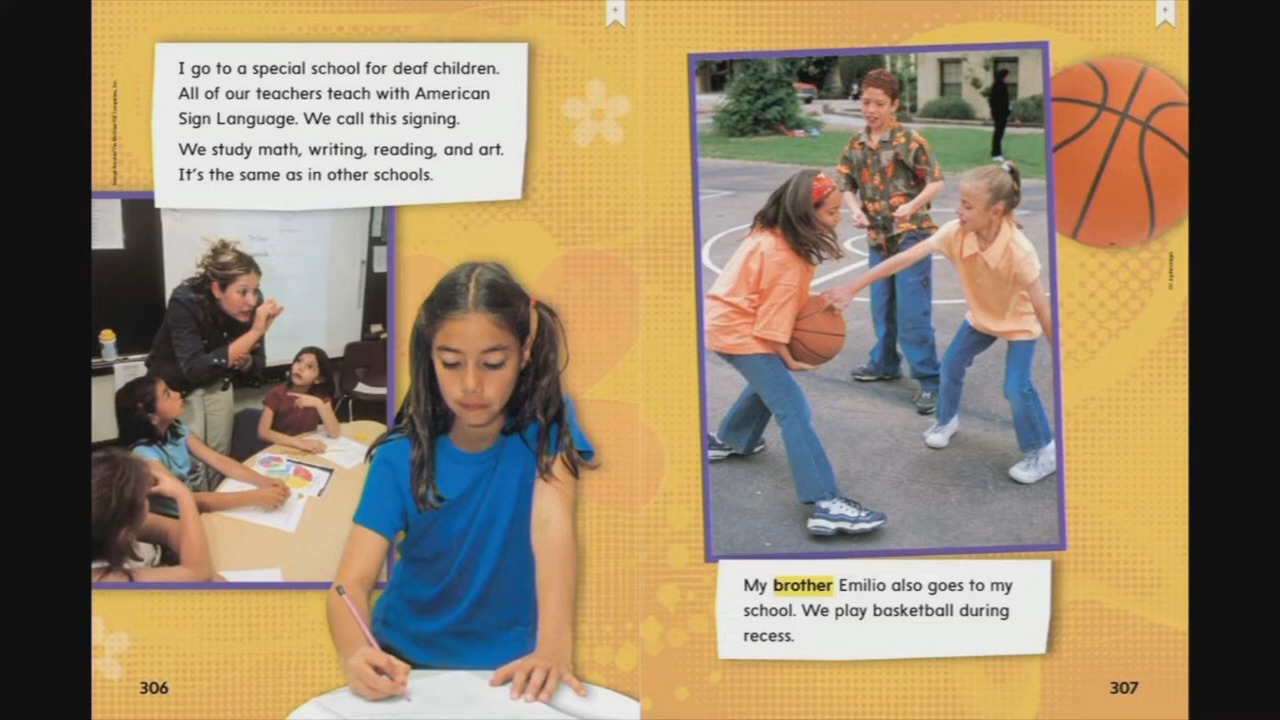 I go to a special school for deaf children.
All of our teachers teach with American
Sign Language. We call this signing.
We study math, writing, reading, and art.
It's the same as in other schools.
My brother Emilio also goes to my
school. We play basketball during
recess.
306
307